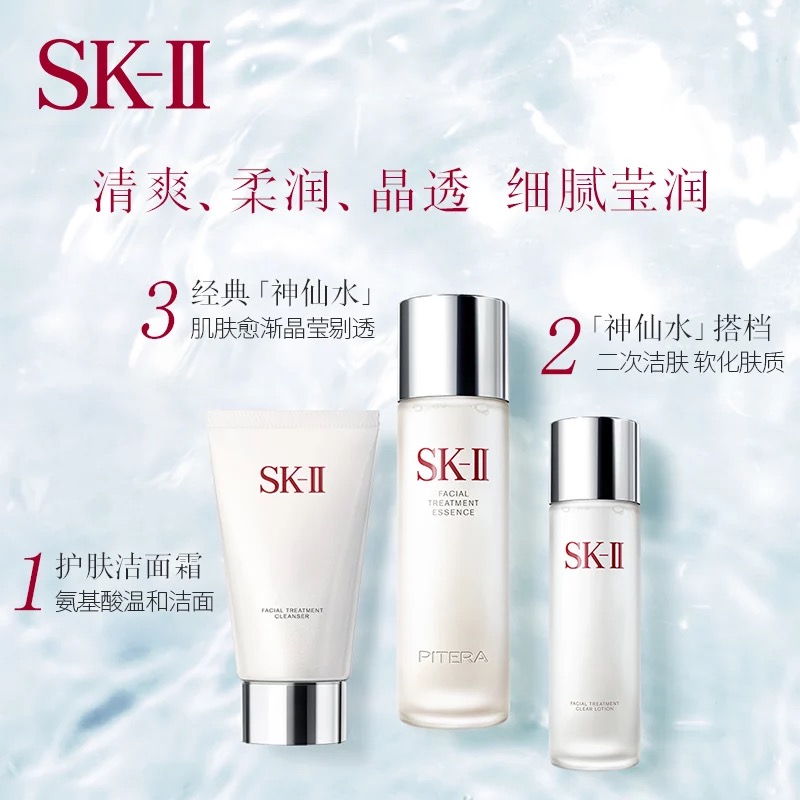 SK-II
清爽、柔润、晶透 细腻莹润
3
经典「神仙水」
肌肤愈渐晶莹剔透
2
「神仙水」搭档
二次洁肤 软化肤质
1
护肤洁面霜
氨基酸温和洁面
SK-II
FACIAL TREATMENT
CLEANSER
SK-II
FACIAL
TREATMENT
ESSENCE
PITERA
SK-II
FACIAL TREATMENT
CLEAR LOTION